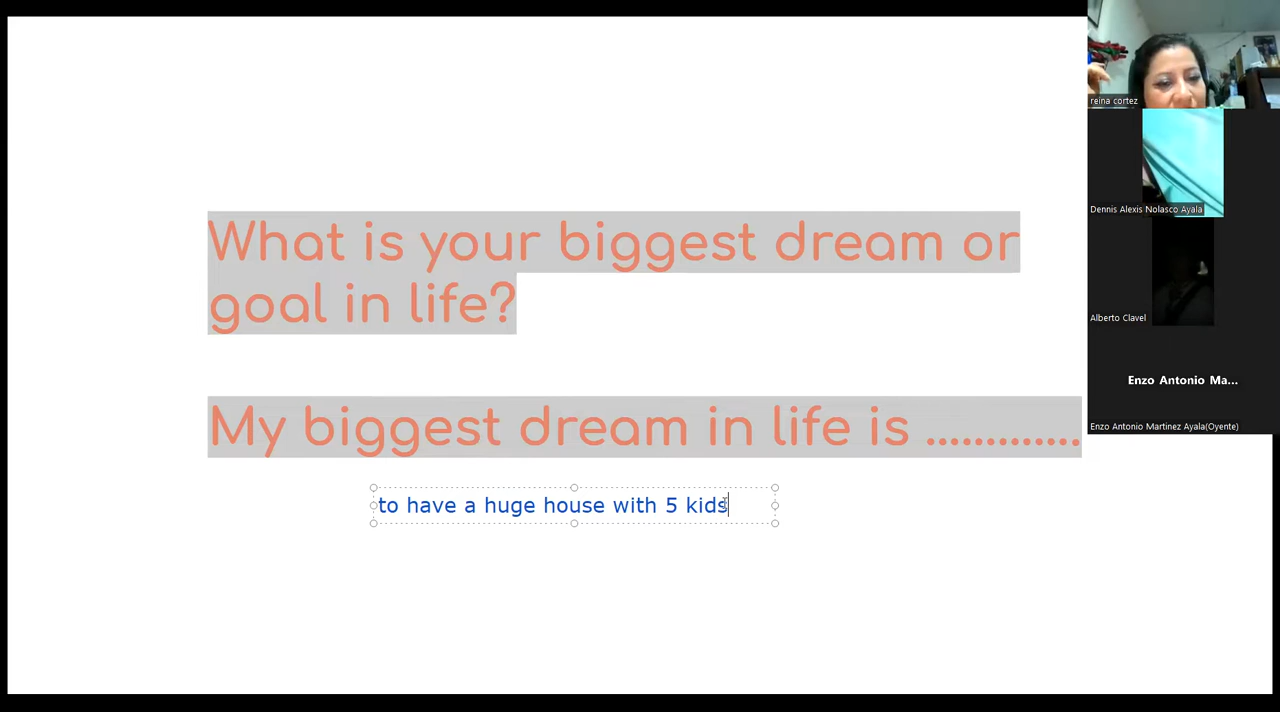 What is your biggest dream or
goal in life?
My biggest dream in life is .............
to have a huge house with 5 kids
reina cortez
Dennis Alexis Nolasco Ayala
Alberto Clavel
Enzo Antonio Ma...
Enzo Antonio Martinez Ayala(Oyente)